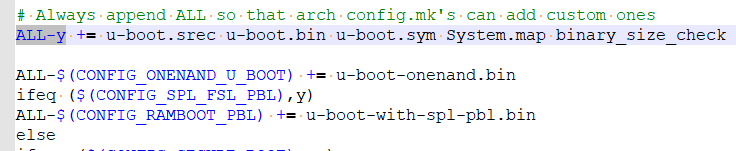 # Always append ALL so that arch config.mk's can add custom ones
ALL-y += u-boot.srec u-boot.bin u-boot.sym System.map binary_size_check
ALL-$(CONFIG_ONENAND_U_BOOT) += u-boot-onenand.bin
ifeq ($(CONFIG_SPL_FSL_PBL),y)
ALL-$(CONFIG_RAMBOOT_PBL) += u-boot-with-spl-pbl.bin
else